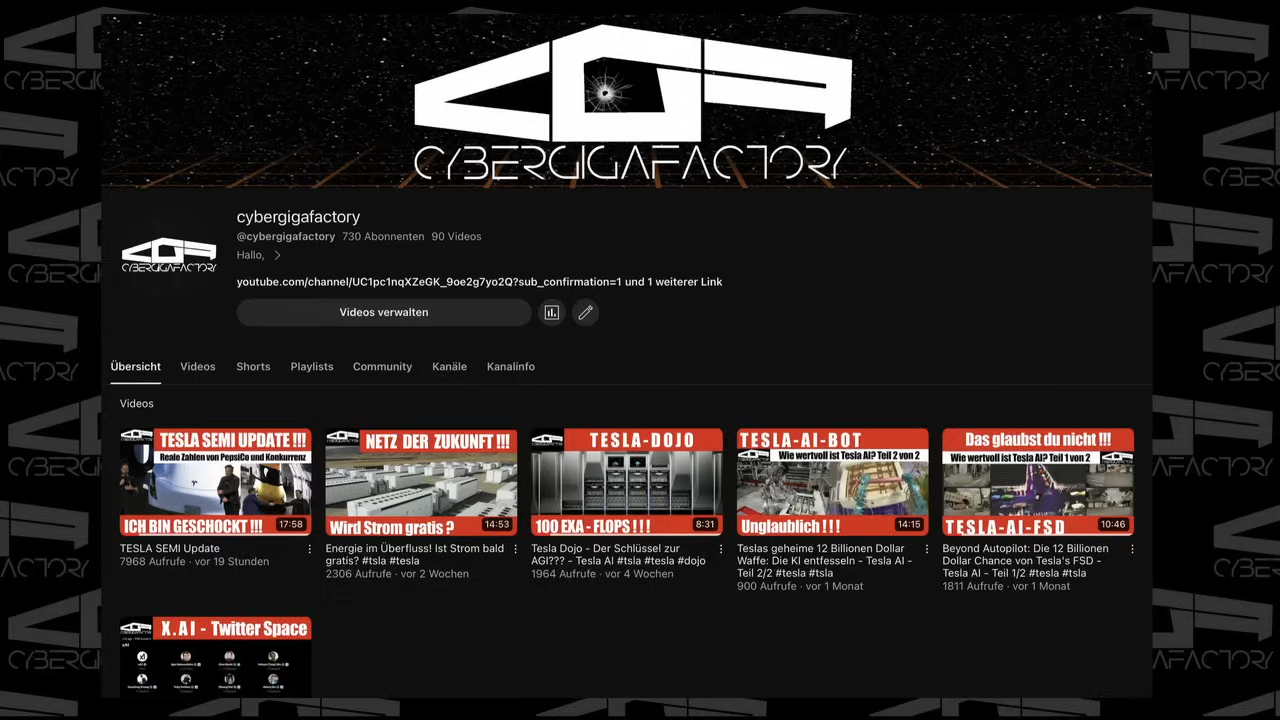 CYBERGIGAFACTORY
cybergigafactory
@cybergigafactory 730 Abonnenten 90 Videos
Hallo,
youtube.com/channel/UC1pc1nqXZeGK_9oe2g7yo2Q?sub_confirmation=1 und 1 weiterer Link
Videos verwalten
Übersicht Videos Shorts Playlists Community Kanäle Kanalinfo
Videos
TESLA SEMI UPDATE !!!
Reale Zahlen von PepsiCo und Konkurrenz
ICH BIN GESCHOCKT !!!
17:58
TESLA SEMI Update
7968 Aufrufe · vor 19 Stunden
NETZ DER ZUKUNFT !!!
Wird Strom gratis ?
14:53
Energie im Überfluss! Ist Strom bald
gratis? #tsla #tesla
2306 Aufrufe · vor 2 Wochen
TESLA-DOJO
100 EXA - FLOPS ! ! !
8:31
Tesla Dojo - Der Schlüssel zur
AGI??? - Tesla AI #tsla #tesla #dojo
1964 Aufrufe · vor 4 Wochen
TESLA-AI-BOT
Wie wertvoll ist Tesla AI? Teil 2 von 2
Unglaublich ! ! !
14:15
Teslas geheime 12 Billionen Dollar
Waffe: Die KI entfesseln - Tesla AI -
Teil 2/2 #tesla #tsla
900 Aufrufe · vor 1 Monat
Das glaubst du nicht !!!
Wie wertvoll ist Tesla AI? Teil 1 von 2
TESLA-AI-FSD
10:46
Beyond Autopilot: Die 12 Billionen
Dollar Chance von Tesla's FSD -
Tesla AI - Teil 1/2 #tesla #tsla
1811 Aufrufe · vor 1 Monat
X.AI - Twitter Space